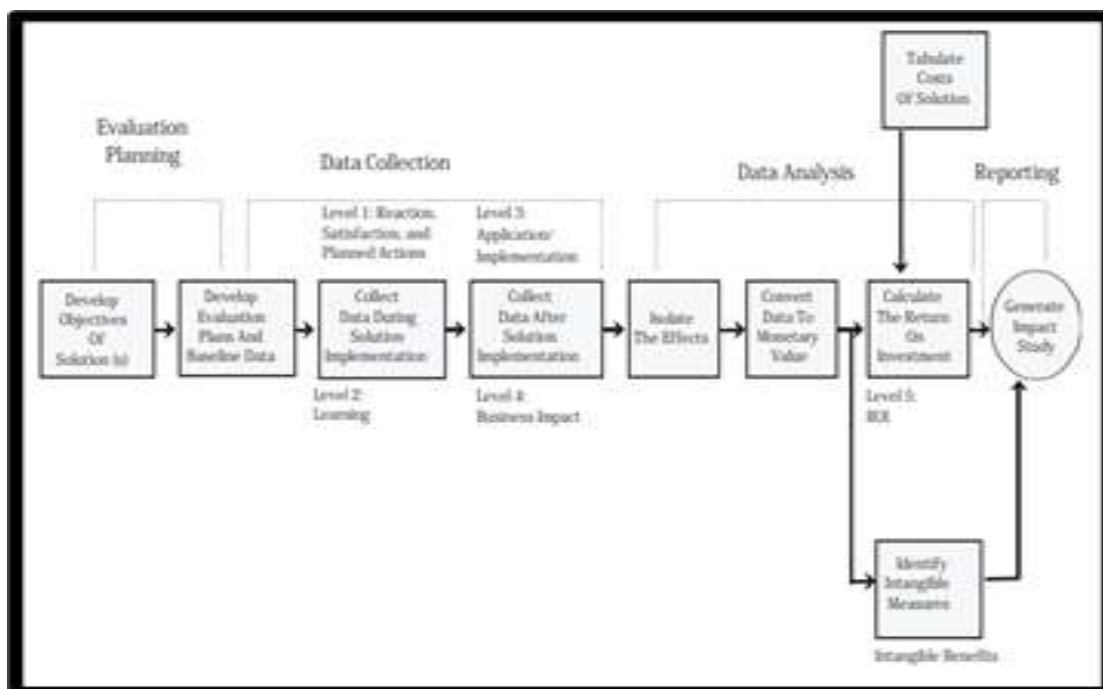 Tabulate
Costs
Of Solution
Evaluation
Planning
Data Collection
Data Analysis
Reporting
Level 1: Reaction,
Satisfaction, and
Planned Actions
Level 3:
Application/
Implementation
Develop
Objectives
Of
Solution (s)
Develop
Evaluation
Plans And
Baseline Data
Collect
Data During
Solution
Implementation
Collect
Data After
Solution
Implementation
Isolate
The Effects
Convert
Data To
Monetary
Value
Calculate
The Return
On
Investment
Generate
Impact
Study
Level 2:
Learning
Level 4:
Business Impact
Level 5:
ROI
Identify
Intangible
Measures
Intangible Benefits